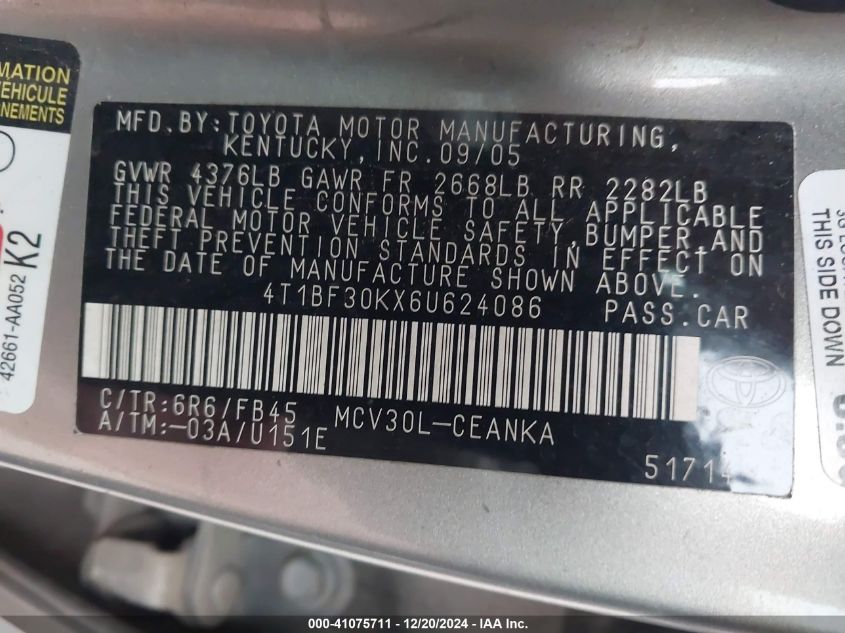 MATION
VEHICULE
NEMENTS
42661-AA052
K2
MFD.BY:TOYOTA MOTOR MANUFACTURING,
KENTUCKY,INC.09/05
GVWR 4376LB GAWR FR 2668LB RR 2282LB
THIS VEHICLE CONFORMS TO ALL APPLICABLE
FEDERAL MOTOR VEHICLE SAFETY,BUMPER,AND
THEFT PREVENTION STANDARDS IN EFFECT ON
THE DATE OF MANUFACTURE SHOWN ABOVE.
4T1BF30KX6U624086 PASS.CAR
C/TR:6R6/FB45 MCV30L-CEANKA
A/TM:-03A/U151E
51714
THIS SIDE DOWN
000-41075711 - 12/20/2024 - IAA Inc.